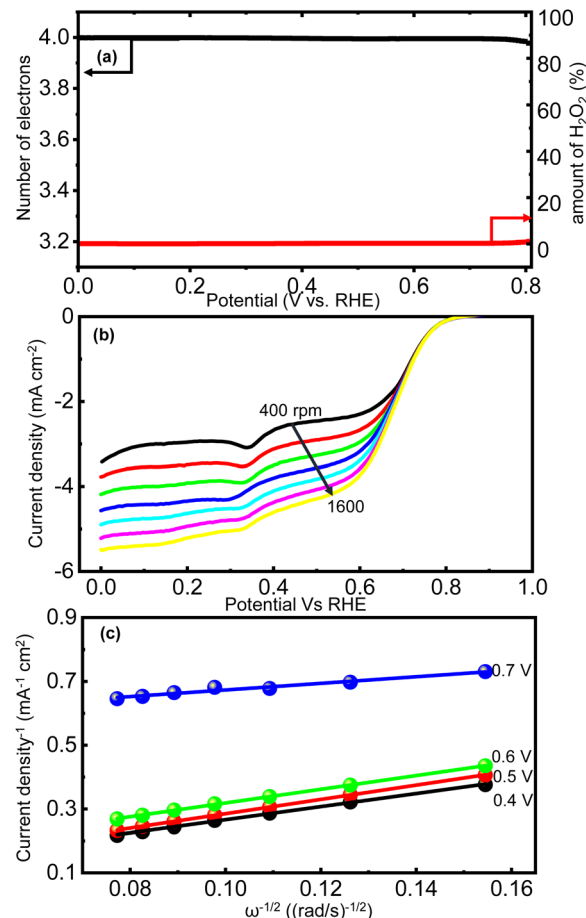 (a)
Number of electrons
4.0
3.8
3.6
3.4
3.2
amount of H₂O₂ (%)
100
80
60
40
20
0
0.0 0.2 0.4 0.6 0.8
Potential (V vs. RHE)
(b)
Current density (mA cm⁻²)
0
-2
-4
-6
400 rpm
1600
0.0 0.2 0.4 0.6 0.8 1.0
Potential Vs RHE
(c)
Current density⁻¹ (mA⁻¹ cm²)
0.9
0.7
0.5
0.3
0.1
0.7 V
0.6 V
0.5 V
0.4 V
0.08 0.10 0.12 0.14 0.16
ω⁻¹/² ((rad/s)⁻¹/²)